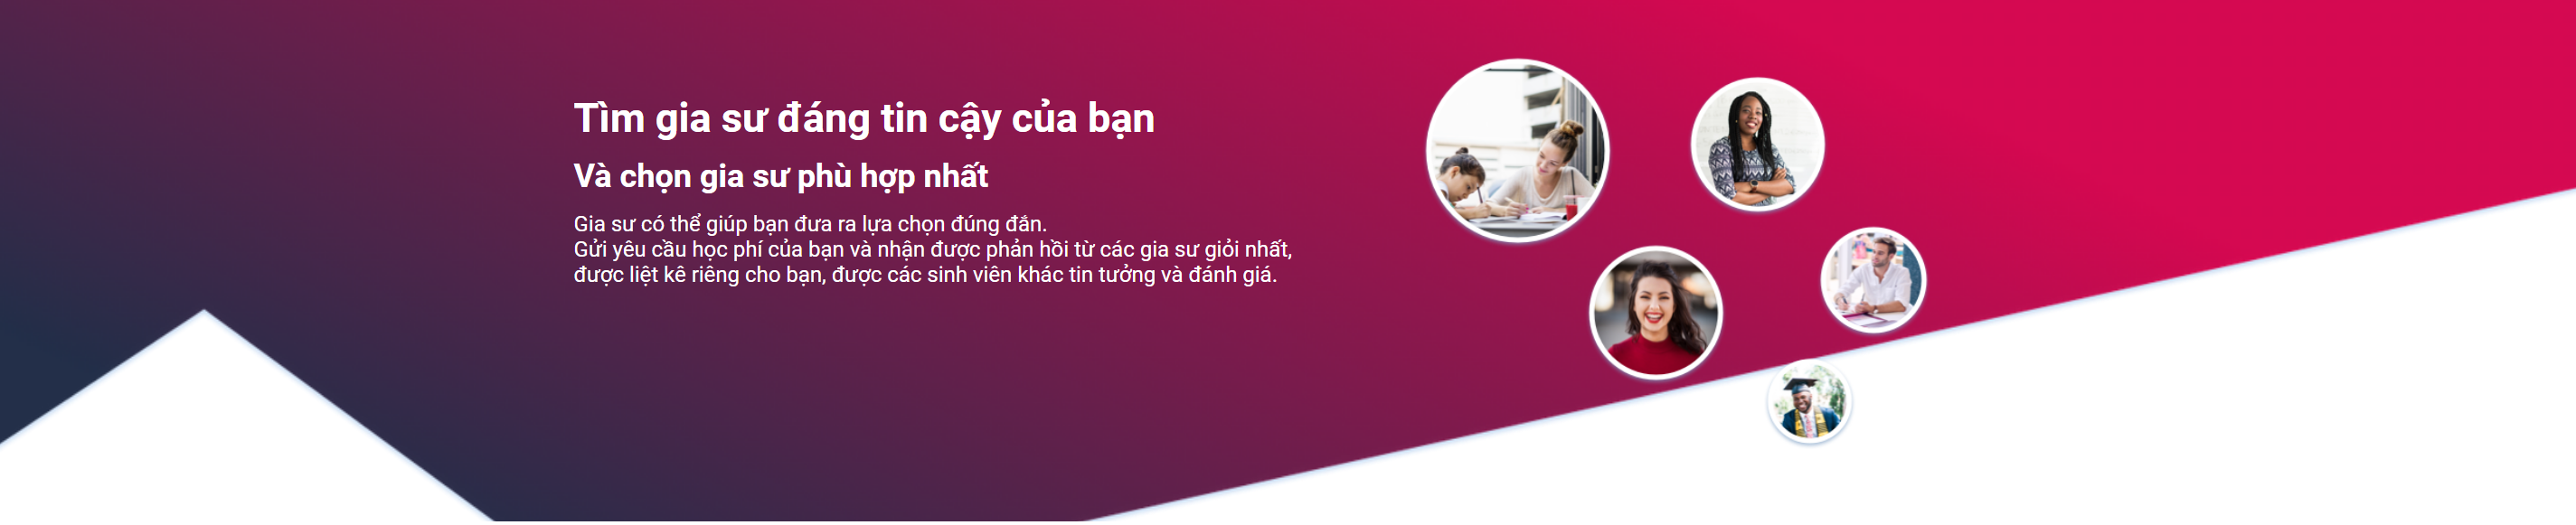 Tìm gia sư đáng tin cậy của bạn
Và chọn gia sư phù hợp nhất
Gia sư có thể giúp bạn đưa ra lựa chọn đúng đắn.
Gửi yêu cầu học phí của bạn và nhận được phản hồi từ các gia sư giỏi nhất,
được liệt kê riêng cho bạn, được các sinh viên khác tin tưởng và đánh giá.